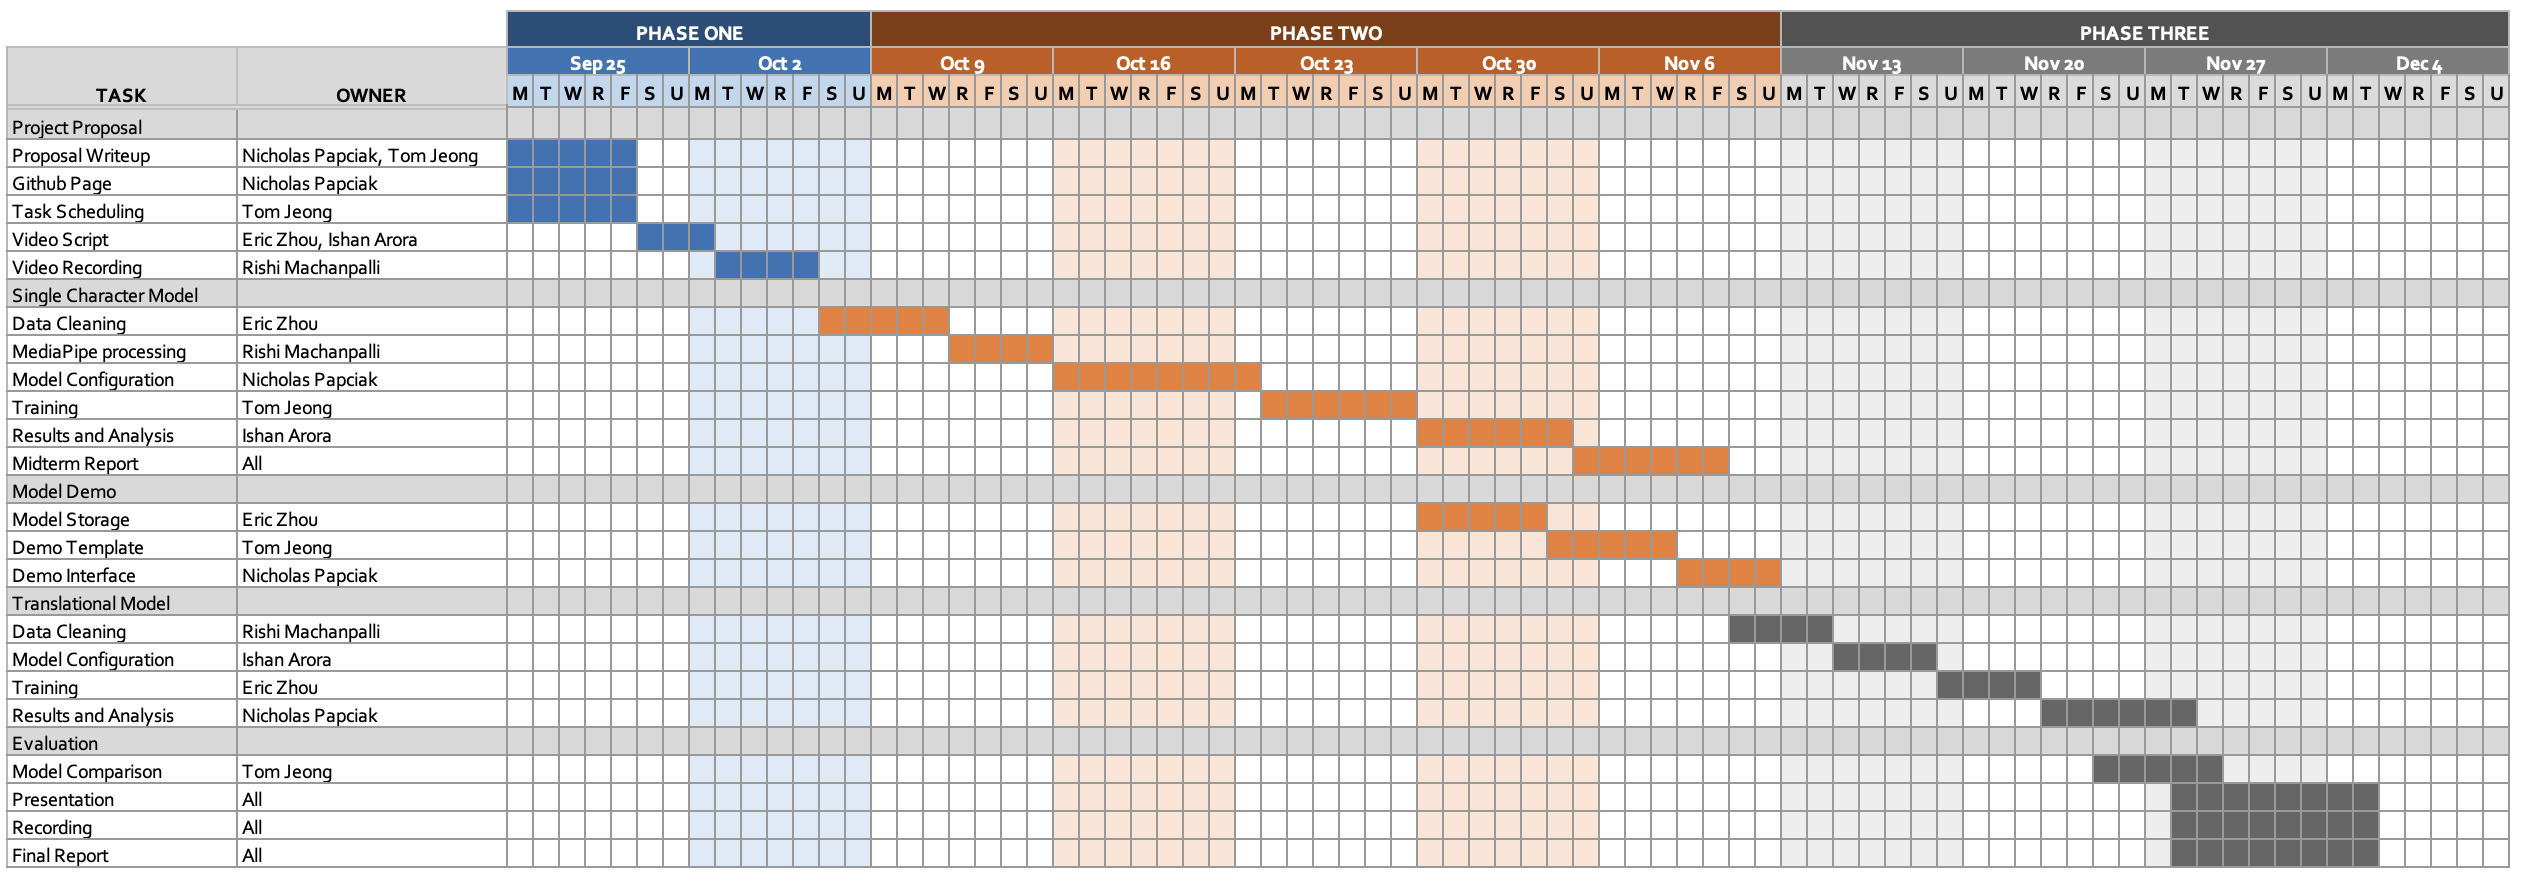 PHASE ONE PHASE TWO PHASE THREE
Sep 25 Oct 2 Oct 9 Oct 16 Oct 23 Oct 30 Nov 6 Nov 13 Nov 20 Nov 27 Dec 4
TASK OWNER M T W R F S U M T W R F S U M T W R F S U M T W R F S U M T W R F S U M T W R F S U M T W R F S U M T W R F S U M T W R F S U M T W R F S U M T W R F S U
Project Proposal
Proposal Writeup Nicholas Papciak, Tom Jeong
Github Page Nicholas Papciak
Task Scheduling Tom Jeong
Video Script Eric Zhou, Ishan Arora
Video Recording Rishi Machanpalli
Single Character Model
Data Cleaning Eric Zhou
MediaPipe processing Rishi Machanpalli
Model Configuration Nicholas Papciak
Training Tom Jeong
Results and Analysis Ishan Arora
Midterm Report All
Model Demo
Model Storage Eric Zhou
Demo Template Tom Jeong
Demo Interface Nicholas Papciak
Translational Model
Data Cleaning Rishi Machanpalli
Model Configuration Ishan Arora
Training Eric Zhou
Results and Analysis Nicholas Papciak
Evaluation
Model Comparison Tom Jeong
Presentation All
Recording All
Final Report All